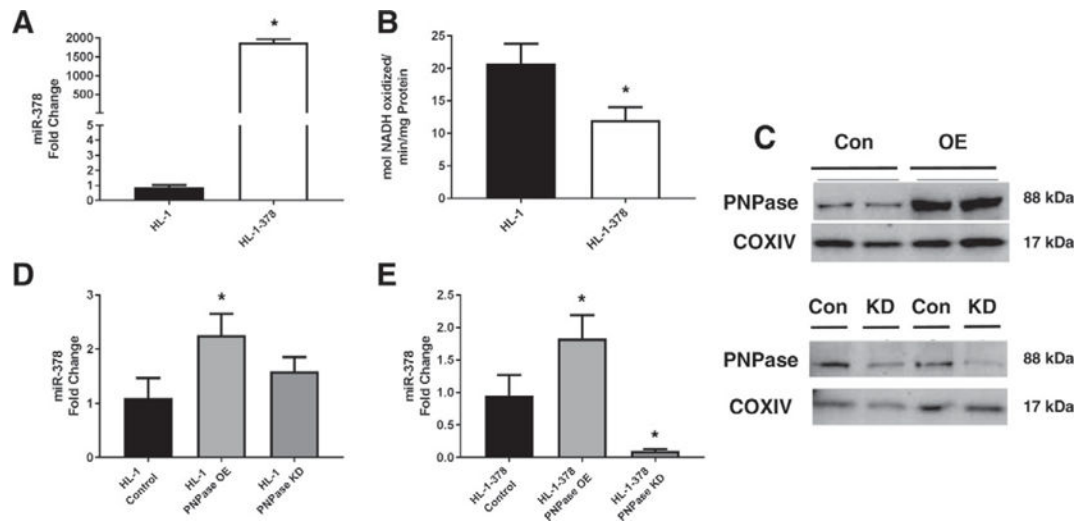 A
miR-378
Fold Change
2000
1500
1000
500
5
4
3
2
1
0
*
HL-1
HL-1-378
B
mol NADH oxidized/
min/mg Protein
25
20
15
10
5
0
*
HL-1
HL-1-378
C
Con OE
PNPase 88 kDa
COXIV 17 kDa
Con KD Con KD
PNPase 88 kDa
COXIV 17 kDa
D
miR-378
Fold Change
3
2
1
0
*
HL-1
Control
HL-1
PNPase OE
HL-1
PNPase KD
E
miR-378
Fold Change
2.5
2.0
1.5
1.0
0.5
0.0
*
*
HL-1-378
Control
HL-1-378
PNPase OE
HL-1-378
PNPase KD